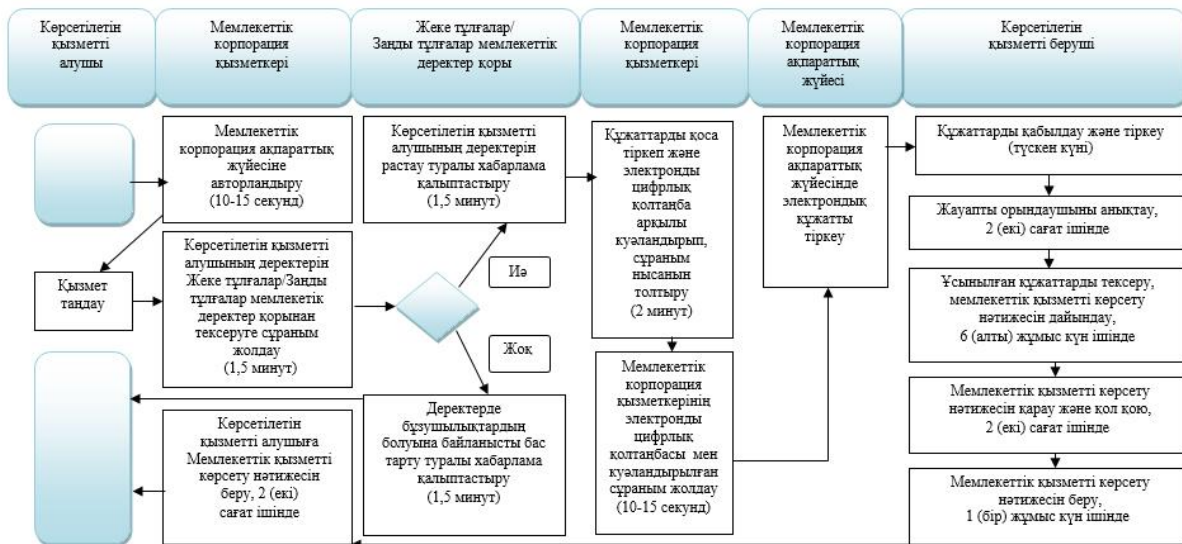 Көрсетілетін
қызметті
алушы
Мемлекеттік
корпорация
қызметкері
Жеке тұлғалар/
Заңды тұлғалар мемлекеттік
деректер қоры
Мемлекеттік
корпорация
қызметкері
Мемлекеттік
корпорация
ақпараттық
жүйесі
Көрсетілетін
қызметті беруші
Мемлекеттік
корпорация ақпараттық
жүйесіне
авторландыру
(10-15 секунд)
Қызмет
таңдау
Көрсетілетін қызметті
алушының деректерін
Жеке тұлғалар/Заңды
тұлғалар мемлекетік
деректер қорынан
тексеруге сұраным
жолдау
(1,5 минут)
Көрсетілетін қызметті
алушының деректерін
растау туралы хабарлама
қалыптастыру
(1,5 минут)
Иә
Жоқ
Деректерде
бұзушылықтардың
болуына байланысты бас
тарту туралы хабарлама
қалыптастыру
(1,5 минут)
Құжаттарды қоса
тіркеп және
электронды
цифрлық
қолтаңба
арқылы
куәландырып,
сұраным
нысанын
толтыру
(2 минут)
Мемлекеттік
корпорация
қызметкерінің
электронды
цифрлық
қолтаңбасы мен
куәландырылған
сұраным жолдау
(10-15 секунд)
Мемлекеттік
корпорация
ақпараттық
жүйесінде
электрондық
құжатты
тіркеу
Құжаттарды қабылдау және тіркеу
(түскен күні)
Жауапты орындаушыны анықтау,
2 (екі) сағат ішінде
Ұсынылған құжаттарды тексеру,
мемлекеттік қызметті көрсету
нәтижесін дайындау,
6 (алты) жұмыс күн ішінде
Мемлекеттік қызметті көрсету
нәтижесін қарау және қол қою,
2 (екі) сағат ішінде
Мемлекеттік қызметті көрсету
нәтижесін беру,
1 (бір) жұмыс күн ішінде
Көрсетілетін
қызметті алушыға
Мемлекеттік қызметті
көрсету нәтижесін
беру, 2 (екі)
сағат ішінде